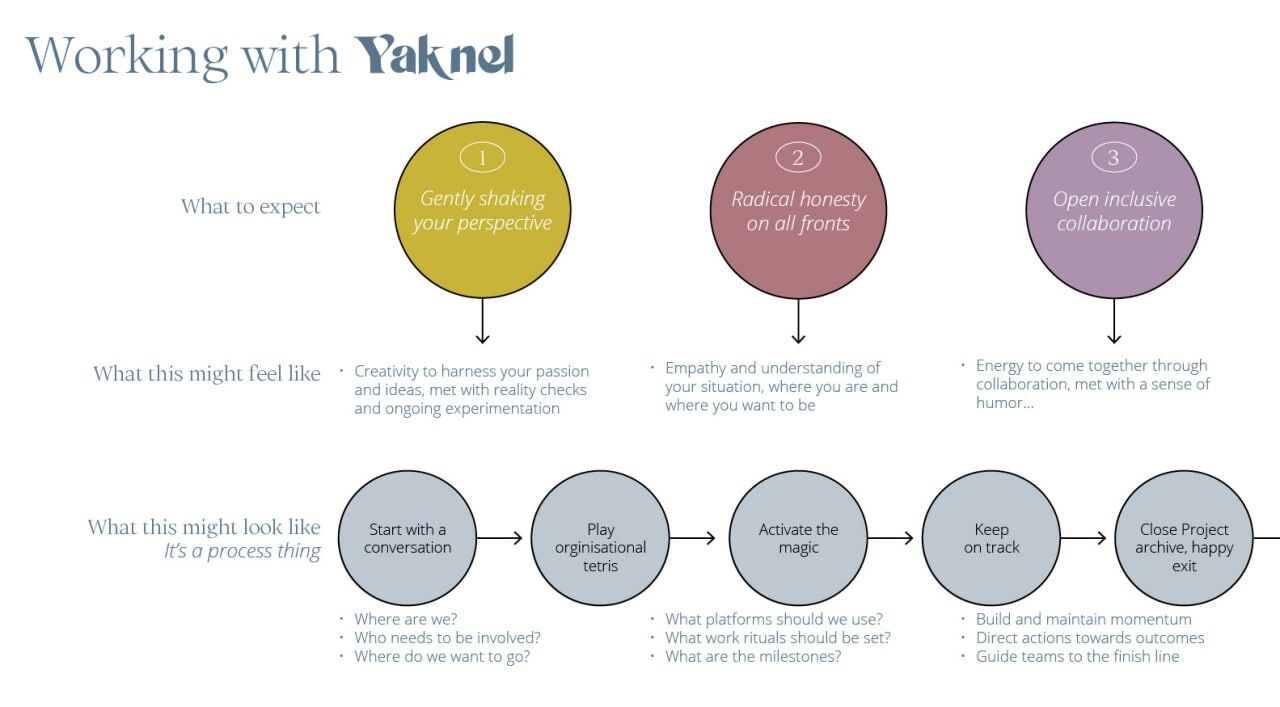 Working with Yaknel
What to expect
1
Gently shaking
your perspective
2
Radical honesty
on all fronts
3
Open inclusive
collaboration
What this might feel like
· Creativity to harness your passion
and ideas, met with reality checks
and ongoing experimentation
· Empathy and understanding of
your situation, where you are and
where you want to be
· Energy to come together through
collaboration, met with a sense of
humor...
What this might look like
It's a process thing
Start with a
conversation
Play
orginisational
tetris
Activate the
magic
Keep
on track
Close Project
archive, happy
exit
· Where are we?
· Who needs to be involved?
· Where do we want to go?
· What platforms should we use?
· What work rituals should be set?
· What are the milestones?
· Build and maintain momentum
· Direct actions towards outcomes
· Guide teams to the finish line